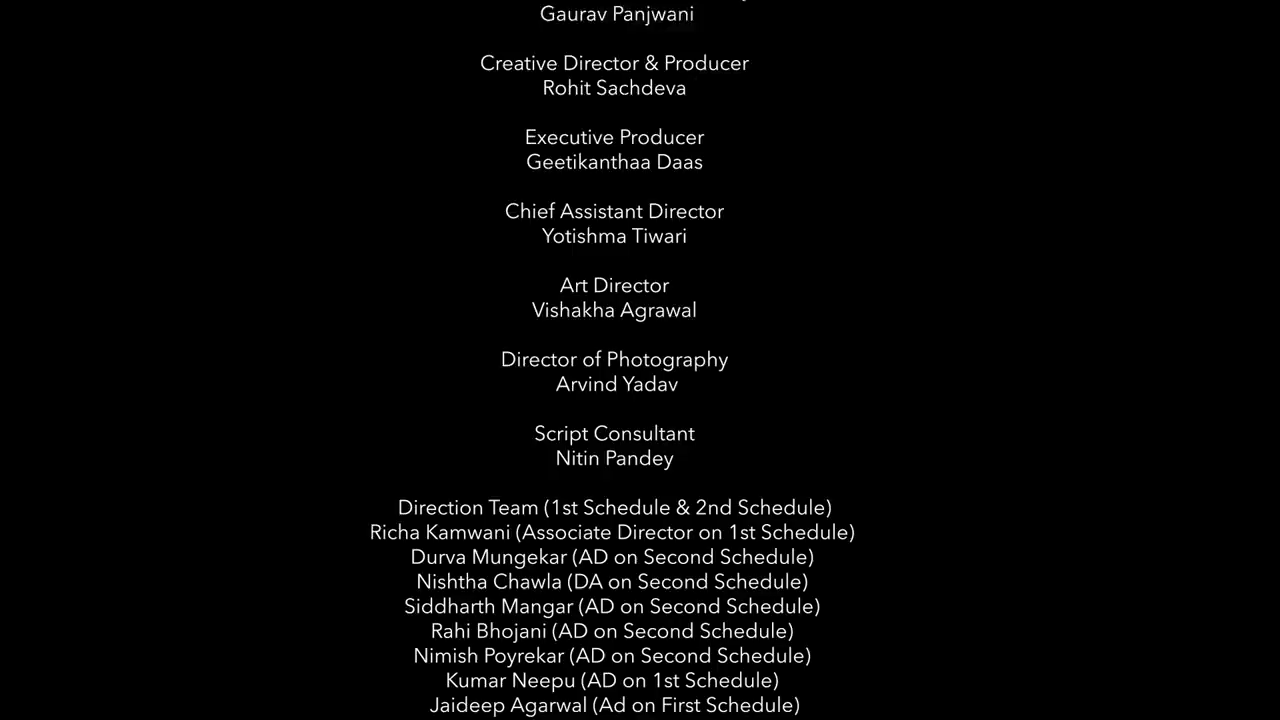 Gaurav Panjwani
Creative Director & Producer
Rohit Sachdeva
Executive Producer
Geetikanthaa Daas
Chief Assistant Director
Yotishma Tiwari
Art Director
Vishakha Agrawal
Director of Photography
Arvind Yadav
Script Consultant
Nitin Pandey
Direction Team (1st Schedule & 2nd Schedule)
Richa Kamwani (Associate Director on 1st Schedule)
Durva Mungekar (AD on Second Schedule)
Nishtha Chawla (DA on Second Schedule)
Siddharth Mangar (AD on Second Schedule)
Rahi Bhojani (AD on Second Schedule)
Nimish Poyrekar (AD on Second Schedule)
Kumar Neepu (AD on 1st Schedule)
Jaideep Agarwal (Ad on First Schedule)